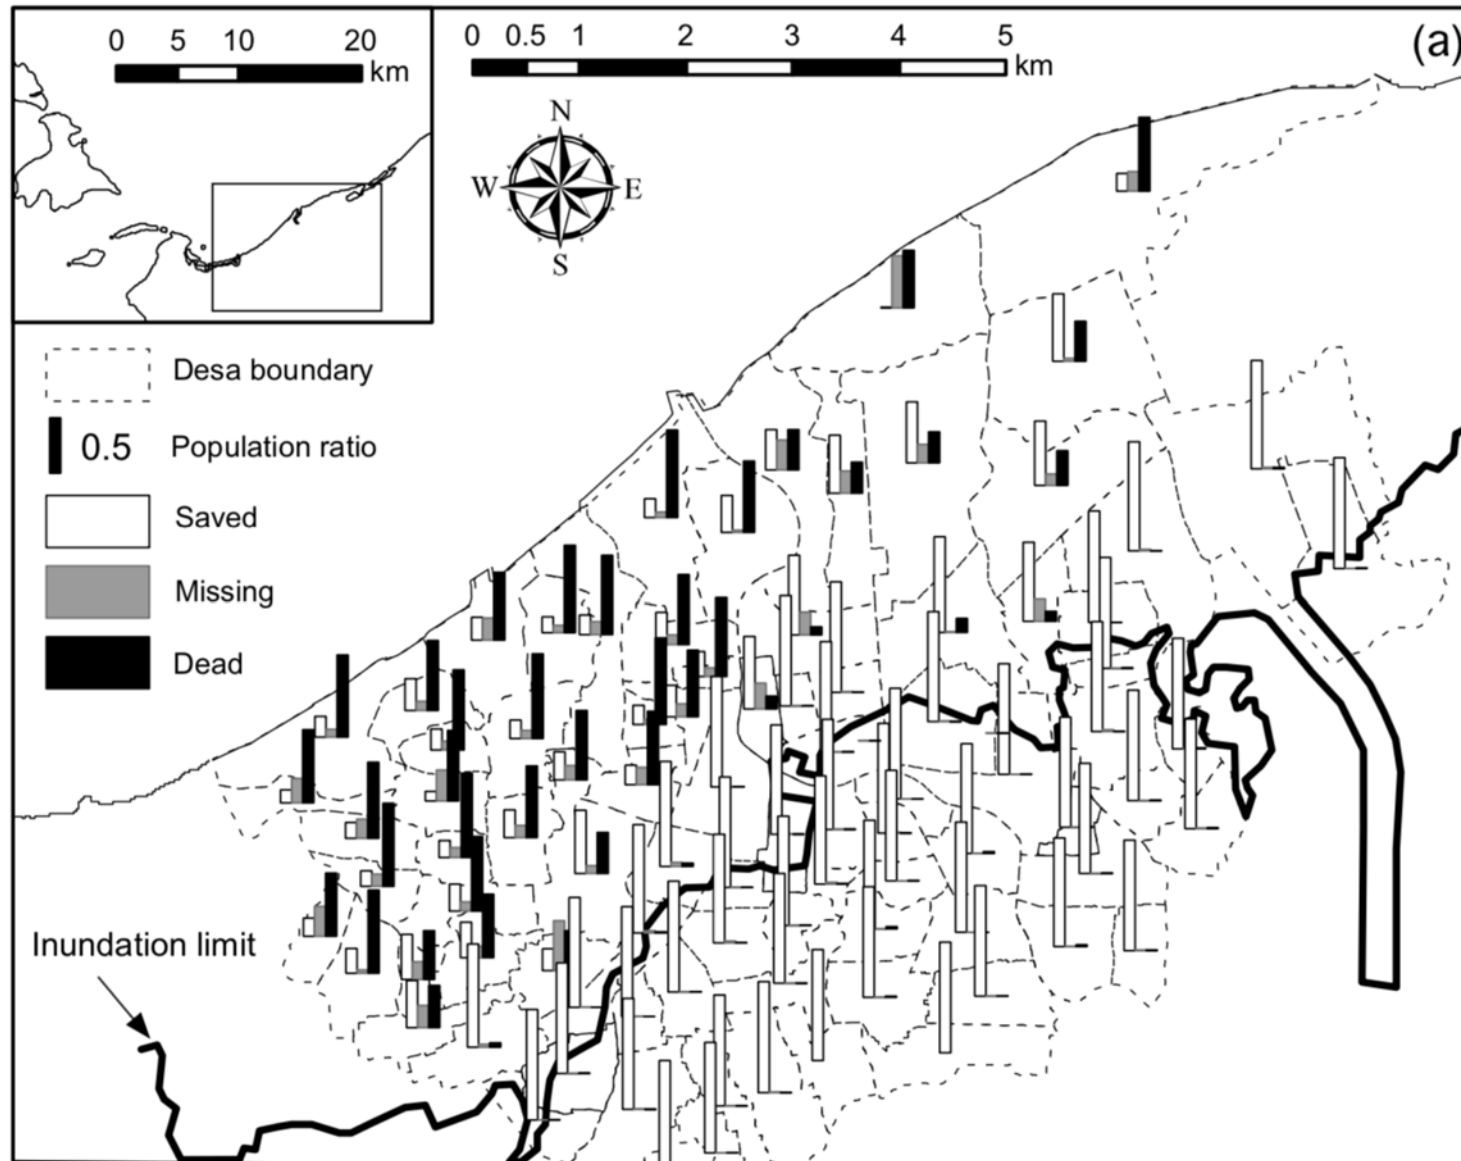 0 5 10 20
km
0 0.5 1 2 3 4 5
km
(a)
N
W E
S
Desa boundary
0.5 Population ratio
Saved
Missing
Dead
Inundation limit